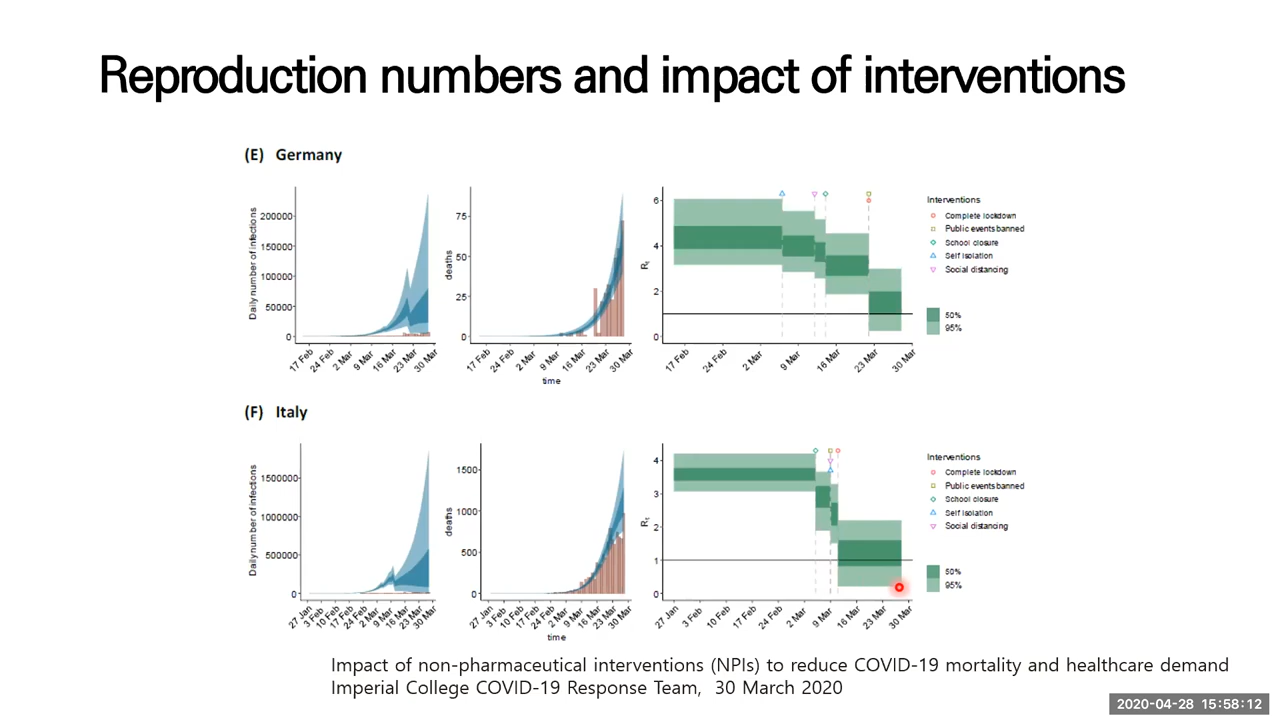 Reproduction numbers and impact of interventions
(E) Germany
Daily number of infections
200000
150000
100000
50000
0
17 Feb
24 Feb
2 Mar
9 Mar
16 Mar
23 Mar
30 Mar
deaths
75
50
25
0
17 Feb
24 Feb
2 Mar
9 Mar
16 Mar
23 Mar
30 Mar
time
Rt
6
4
2
0
17 Feb
24 Feb
2 Mar
9 Mar
16 Mar
23 Mar
30 Mar
Interventions
Complete lockdown
Public events banned
School closure
Self isolation
Social distancing
50%
95%
(F) Italy
Daily number of infections
1500000
1000000
500000
0
27 Jan
3 Feb
10 Feb
17 Feb
24 Feb
2 Mar
9 Mar
16 Mar
23 Mar
30 Mar
deaths
1500
1000
500
0
27 Jan
3 Feb
10 Feb
17 Feb
24 Feb
2 Mar
9 Mar
16 Mar
23 Mar
30 Mar
time
Rt
4
3
2
1
0
27 Jan
3 Feb
10 Feb
17 Feb
24 Feb
2 Mar
9 Mar
16 Mar
23 Mar
30 Mar
Interventions
Complete lockdown
Public events banned
School closure
Self isolation
Social distancing
50%
95%
Impact of non-pharmaceutical interventions (NPIs) to reduce COVID-19 mortality and healthcare demand
Imperial College COVID-19 Response Team, 30 March 2020
2020-04-28 15:58:12